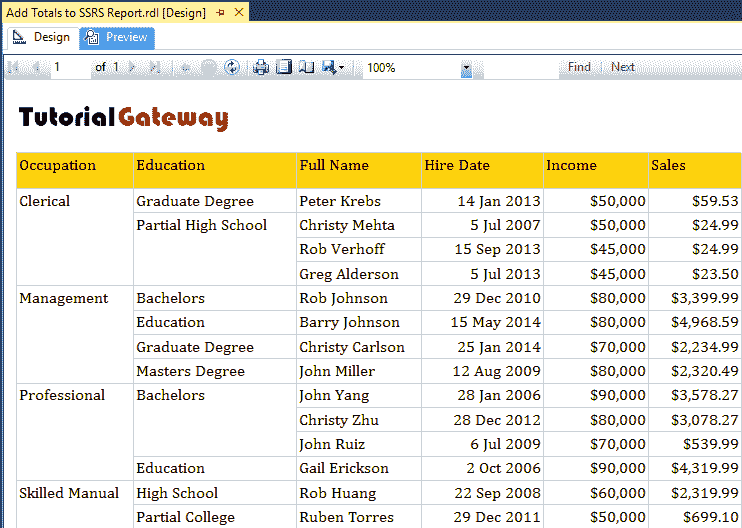 Add Totals to SSRS Report.rdl [Design]
Design Preview
1 of 1 100% Find Next
TutorialGateway
Occupation Education Full Name Hire Date Income Sales
Clerical Graduate Degree Peter Krebs 14 Jan 2013 $50,000 $59.53
Partial High School Christy Mehta 5 Jul 2007 $50,000 $24.99
Rob Verhoff 15 Sep 2013 $45,000 $24.99
Greg Alderson 5 Jul 2013 $45,000 $23.50
Management Bachelors Rob Johnson 29 Dec 2010 $80,000 $3,399.99
Education Barry Johnson 15 May 2014 $80,000 $4,968.59
Graduate Degree Christy Carlson 25 Jan 2014 $70,000 $2,234.99
Masters Degree John Miller 12 Aug 2009 $80,000 $2,320.49
Professional Bachelors John Yang 28 Jan 2006 $90,000 $3,578.27
Christy Zhu 28 Dec 2012 $80,000 $3,078.27
John Ruiz 6 Jul 2009 $70,000 $539.99
Education Gail Erickson 2 Oct 2006 $90,000 $4,319.99
Skilled Manual High School Rob Huang 22 Sep 2008 $60,000 $2,319.99
Partial College Ruben Torres 29 Dec 2011 $50,000 $699.10